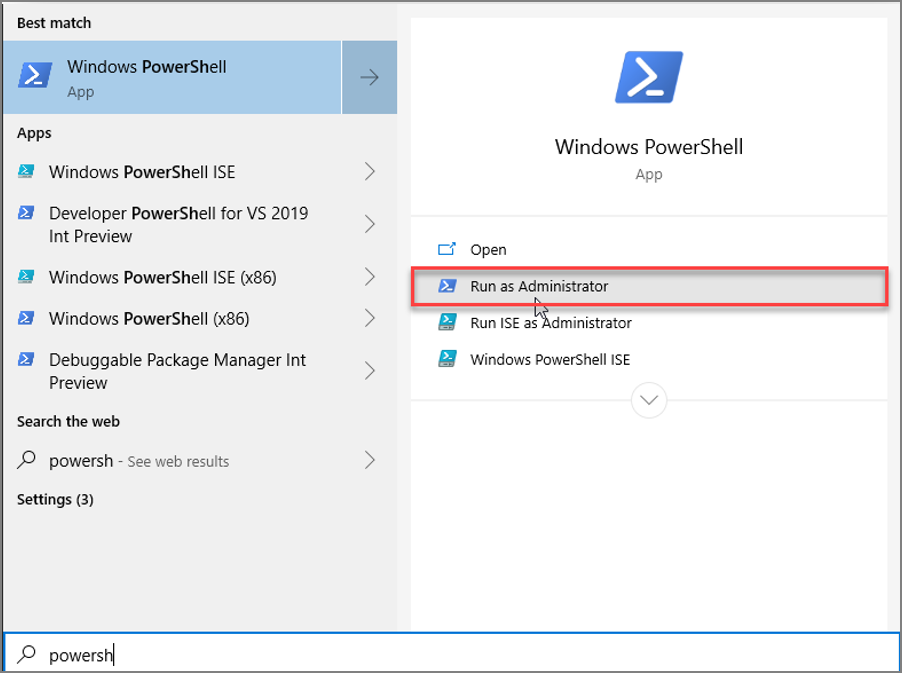 Best match
Windows PowerShell
App
Apps
Windows PowerShell ISE
Developer PowerShell for VS 2019
Int Preview
Windows PowerShell ISE (x86)
Windows PowerShell (x86)
Debuggable Package Manager Int
Preview
Search the web
powersh - See web results
Settings (3)
powersh
Windows PowerShell
App
Open
Run as Administrator
Run ISE as Administrator
Windows PowerShell ISE